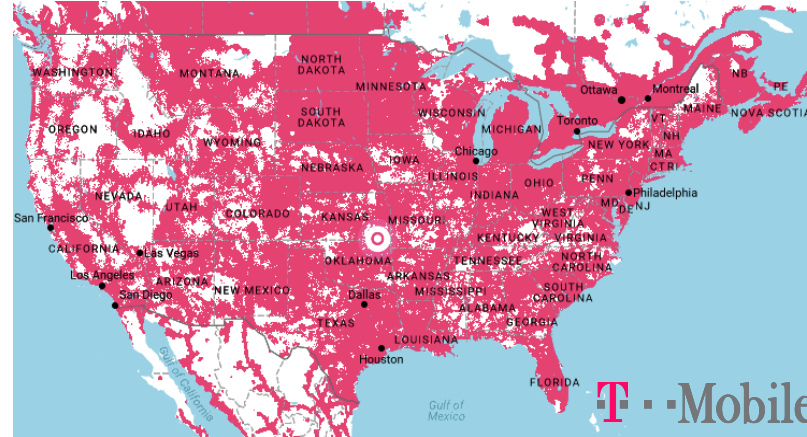 NORTH
DAKOTA
WASHINGTON
MONTANA
MINNESOTA
NB
PE
Ottawa
Montreal
MAINE
NOVA SCOTIA
SOUTH
DAKOTA
WISCONSIN
Toronto
VT
OREGON
IDAHO
MICHIGAN
NH
WYOMING
NEW YORK
Chicago
MA
IOWA
CT RI
NEBRASKA
ILLINOIS
PENN
OHIO
INDIANA
NEVADA
Philadelphia
UTAH
MD
DE
NJ
COLORADO
KANSAS
MISSOURI
WEST
VIRGINIA
San Francisco
KENTUCKY
VIRGINIA
CALIFORNIA
Las Vegas
OKLAHOMA
TENNESSEE
NORTH
CAROLINA
Los Angeles
ARIZONA
NEW MEXICO
ARKANSAS
San Diego
Dallas
MISSISSIPPI
SOUTH
CAROLINA
ALABAMA
TEXAS
GEORGIA
LOUISIANA
Houston
Gulf of California
FLORIDA
Gulf of
Mexico
T Mobile